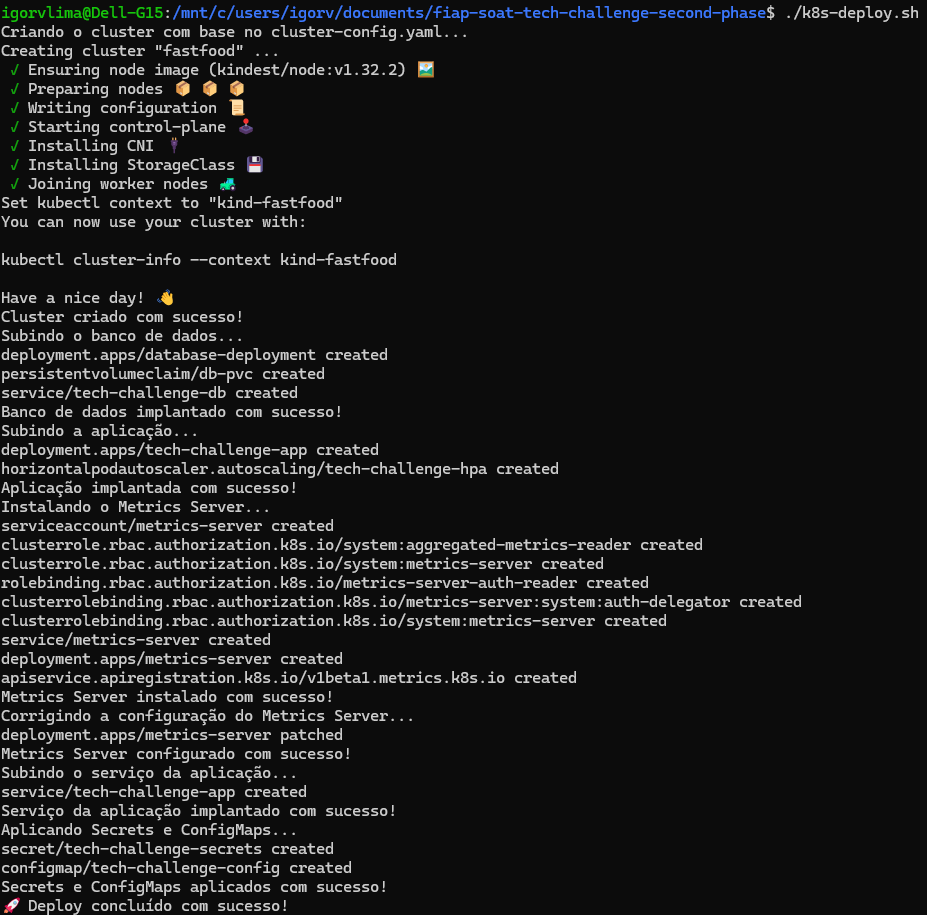 igorvlima@Dell-G15:/mnt/c/users/igorv/documents/fiap-soat-tech-challenge-second-phase$ ./k8s-deploy.sh
Criando o cluster com base no cluster-config.yaml...
Creating cluster "fastfood" ...
✓ Ensuring node image (kindest/node:v1.32.2) 🖼
✓ Preparing nodes 📦 📦 📦
✓ Writing configuration 📜
✓ Starting control-plane 🕹️
✓ Installing CNI 🔌
✓ Installing StorageClass 💾
✓ Joining worker nodes 🚜
Set kubectl context to "kind-fastfood"
You can now use your cluster with:
kubectl cluster-info --context kind-fastfood
Have a nice day! 👋
Cluster criado com sucesso!
Subindo o banco de dados...
deployment.apps/database-deployment created
persistentvolumeclaim/db-pvc created
service/tech-challenge-db created
Banco de dados implantado com sucesso!
Subindo a aplicação...
deployment.apps/tech-challenge-app created
horizontalpodautoscaler.autoscaling/tech-challenge-hpa created
Aplicação implantada com sucesso!
Instalando o Metrics Server...
serviceaccount/metrics-server created
clusterrole.rbac.authorization.k8s.io/system:aggregated-metrics-reader created
clusterrole.rbac.authorization.k8s.io/system:metrics-server created
rolebinding.rbac.authorization.k8s.io/metrics-server-auth-reader created
clusterrolebinding.rbac.authorization.k8s.io/metrics-server:system:auth-delegator created
clusterrolebinding.rbac.authorization.k8s.io/system:metrics-server created
service/metrics-server created
deployment.apps/metrics-server created
apiservice.apiregistration.k8s.io/v1beta1.metrics.k8s.io created
Metrics Server instalado com sucesso!
Corrigindo a configuração do Metrics Server...
deployment.apps/metrics-server patched
Metrics Server configurado com sucesso!
Subindo o serviço da aplicação...
service/tech-challenge-app created
Serviço da aplicação implantado com sucesso!
Aplicando Secrets e ConfigMaps...
secret/tech-challenge-secrets created
configmap/tech-challenge-config created
Secrets e ConfigMaps aplicados com sucesso!
🚀 Deploy concluído com sucesso!